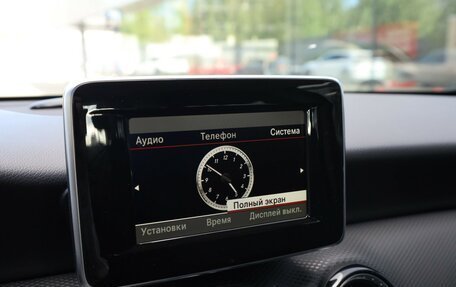 Аудио Телефон Система
Полный экран
Установки Время Дисплей выкл.